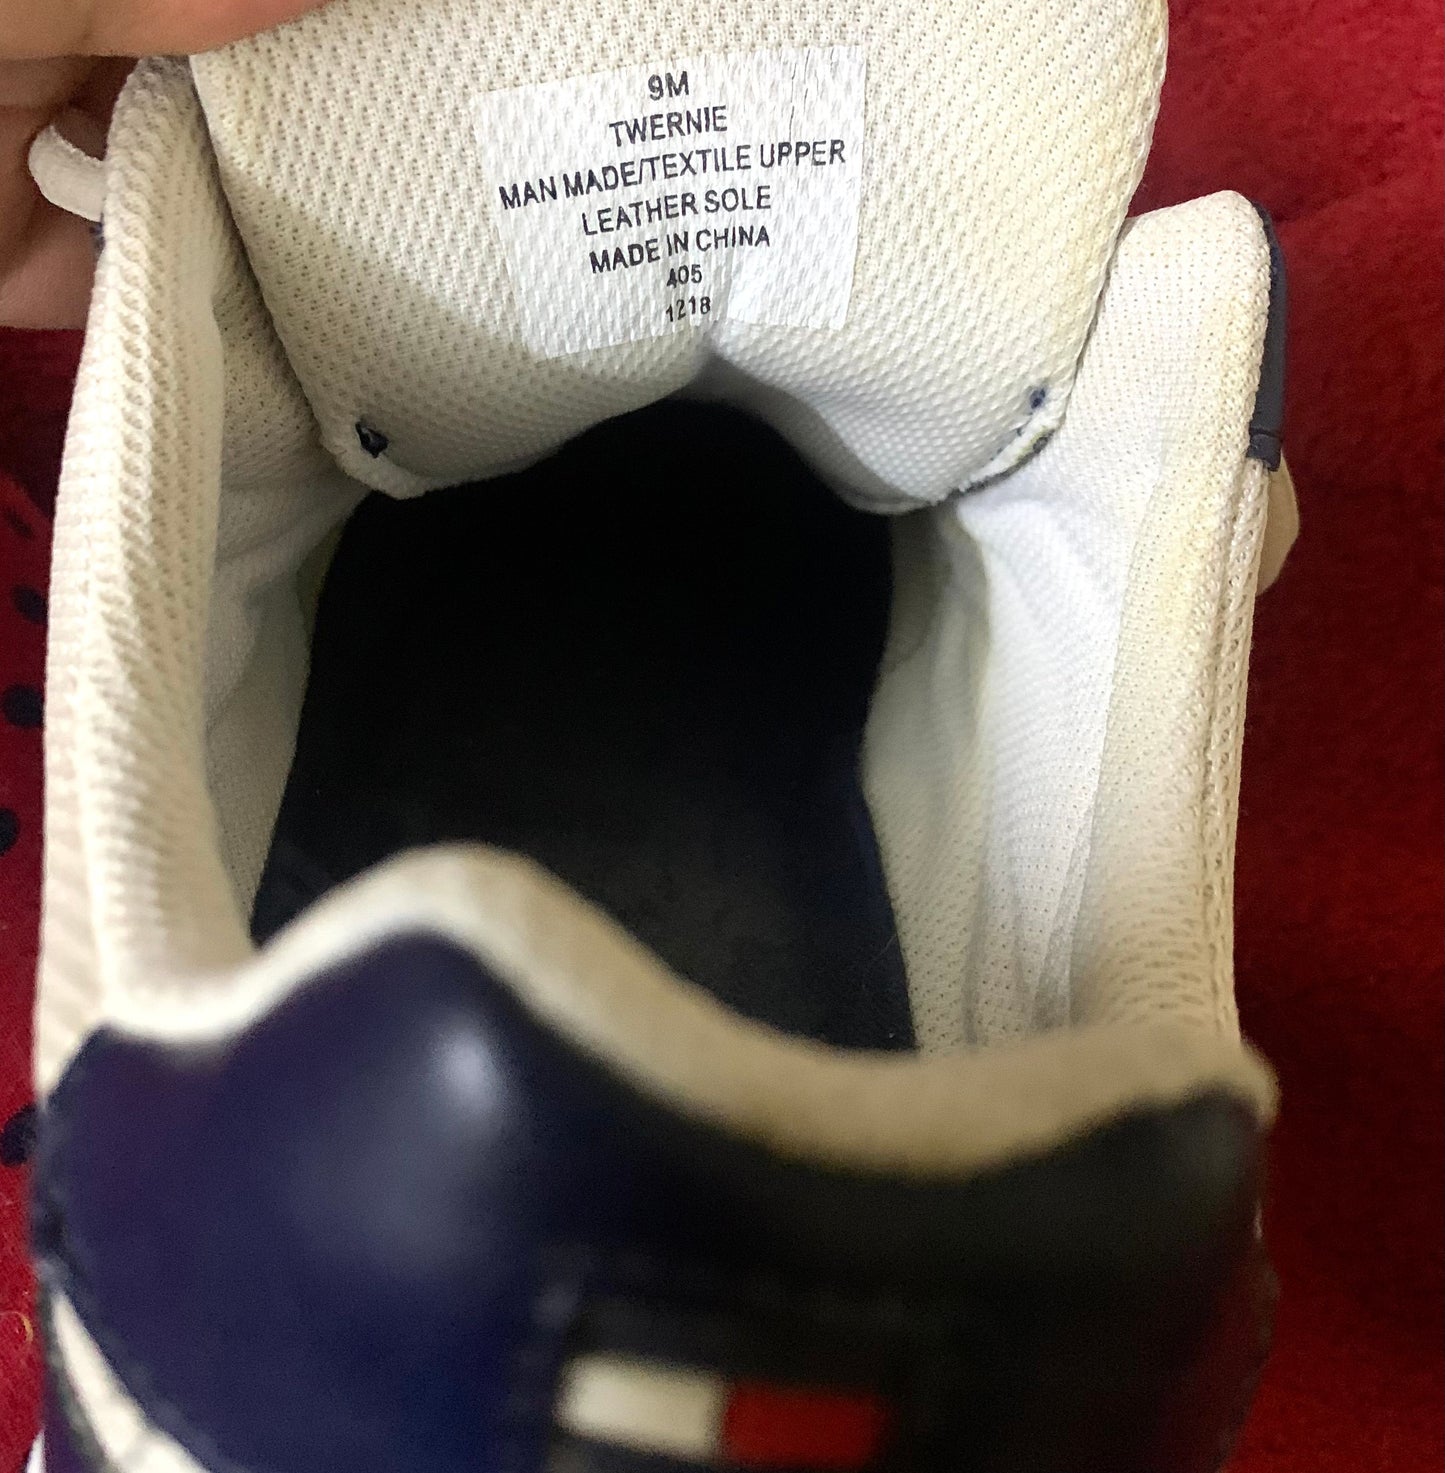 9M
TWERNIE
MAN MADE/TEXTILE UPPER
LEATHER SOLE
MADE IN CHINA
405
1218